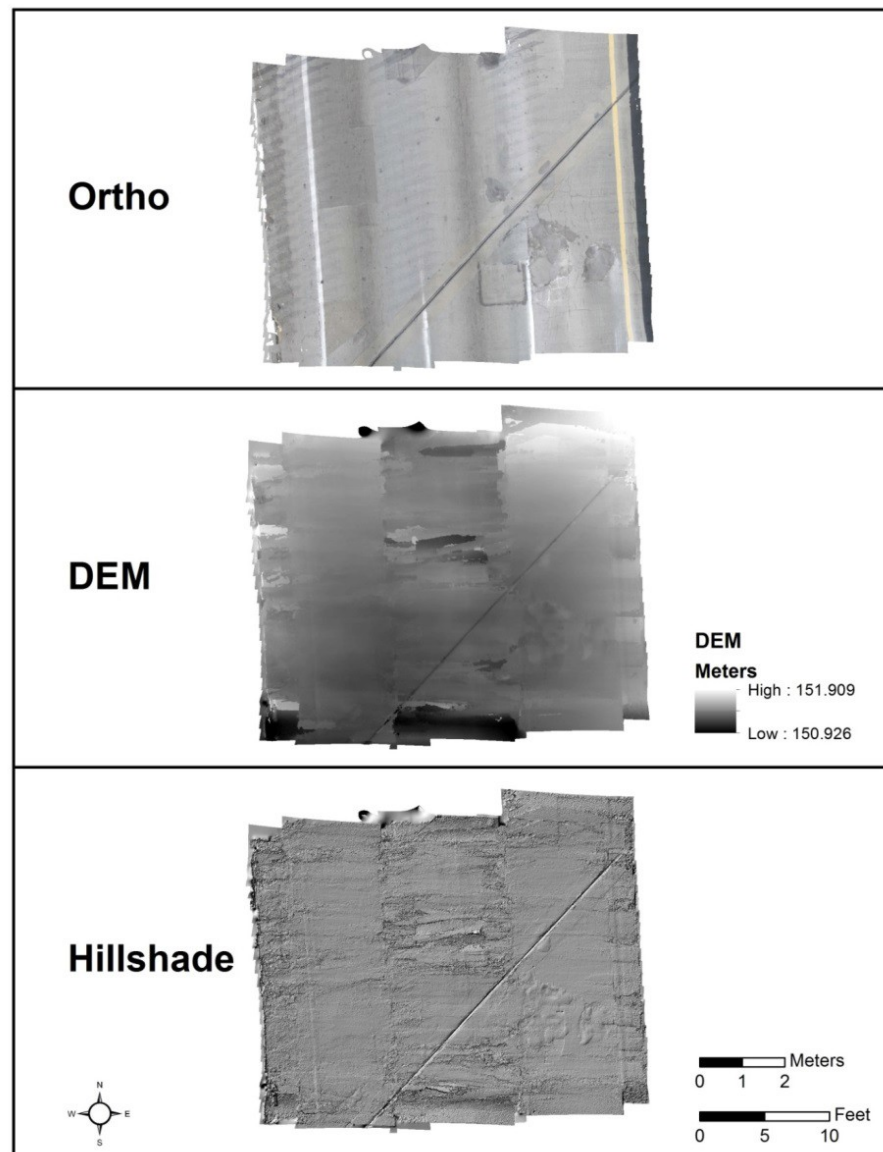 Ortho
DEM
DEM
Meters
High : 151.909
Low : 150.926
Hillshade
N
W
E
S
Meters
0 1 2
Feet
0 5 10